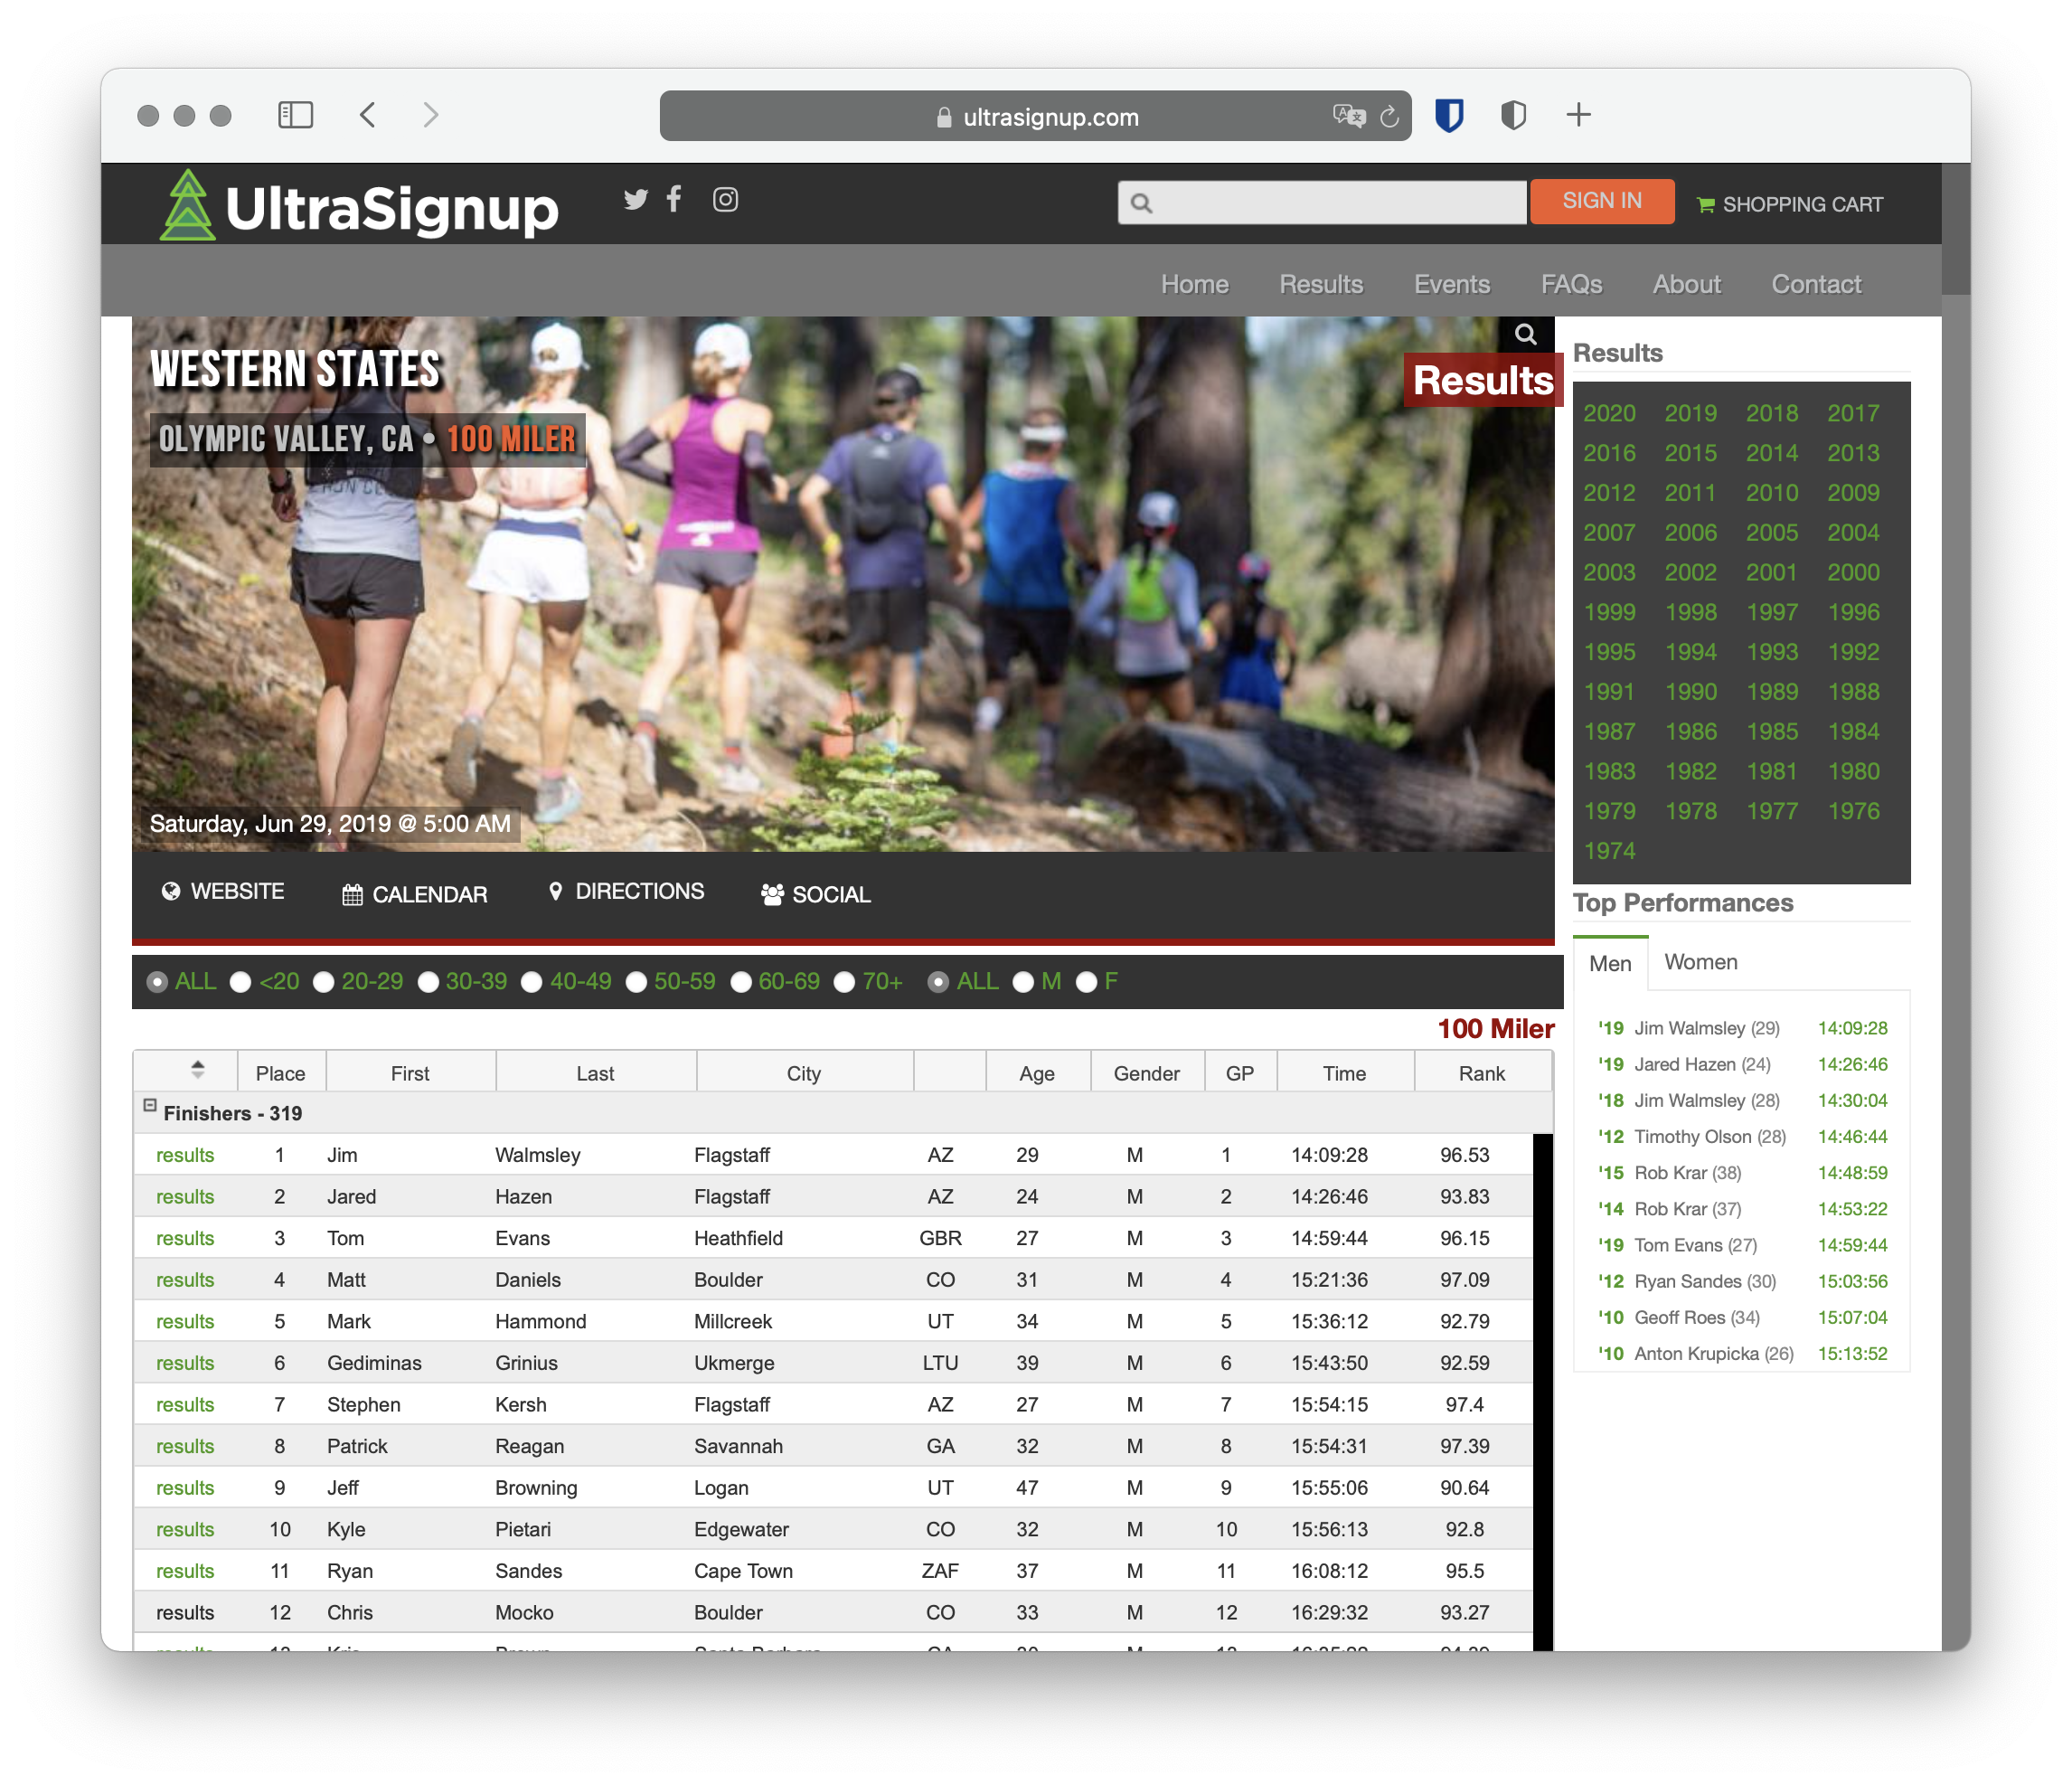 ultrasignup.com
UltraSignup
SIGN IN
SHOPPING CART
Home Results Events FAQs About Contact
WESTERN STATES
OLYMPIC VALLEY, CA • 100 MILER
Results
RUN
Saturday, Jun 29, 2019 @ 5:00 AM
WEBSITE CALENDAR DIRECTIONS SOCIAL
ALL <20 20-29 30-39 40-49 50-59 60-69 70+ ALL M F
100 Miler
Place First Last City Age Gender GP Time Rank
Finishers - 319
results 1 Jim Walmsley Flagstaff AZ 29 M 1 14:09:28 96.53
results 2 Jared Hazen Flagstaff AZ 24 M 2 14:26:46 93.83
results 3 Tom Evans Heathfield GBR 27 M 3 14:59:44 96.15
results 4 Matt Daniels Boulder CO 31 M 4 15:21:36 97.09
results 5 Mark Hammond Millcreek UT 34 M 5 15:36:12 92.79
results 6 Gediminas Grinius Ukmerge LTU 39 M 6 15:43:50 92.59
results 7 Stephen Kersh Flagstaff AZ 27 M 7 15:54:15 97.4
results 8 Patrick Reagan Savannah GA 32 M 8 15:54:31 97.39
results 9 Jeff Browning Logan UT 47 M 9 15:55:06 90.64
results 10 Kyle Pietari Edgewater CO 32 M 10 15:56:13 92.8
results 11 Ryan Sandes Cape Town ZAF 37 M 11 16:08:12 95.5
results 12 Chris Mocko Boulder CO 33 M 12 16:29:32 93.27
Results
2020 2019 2018 2017
2016 2015 2014 2013
2012 2011 2010 2009
2007 2006 2005 2004
2003 2002 2001 2000
1999 1998 1997 1996
1995 1994 1993 1992
1991 1990 1989 1988
1987 1986 1985 1984
1983 1982 1981 1980
1979 1978 1977 1976
1974
Top Performances
Men Women
'19 Jim Walmsley (29) 14:09:28
'19 Jared Hazen (24) 14:26:46
'18 Jim Walmsley (28) 14:30:04
'12 Timothy Olson (28) 14:46:44
'15 Rob Krar (38) 14:48:59
'14 Rob Krar (37) 14:53:22
'19 Tom Evans (27) 14:59:44
'12 Ryan Sandes (30) 15:03:56
'10 Geoff Roes (34) 15:07:04
'10 Anton Krupicka (26) 15:13:52